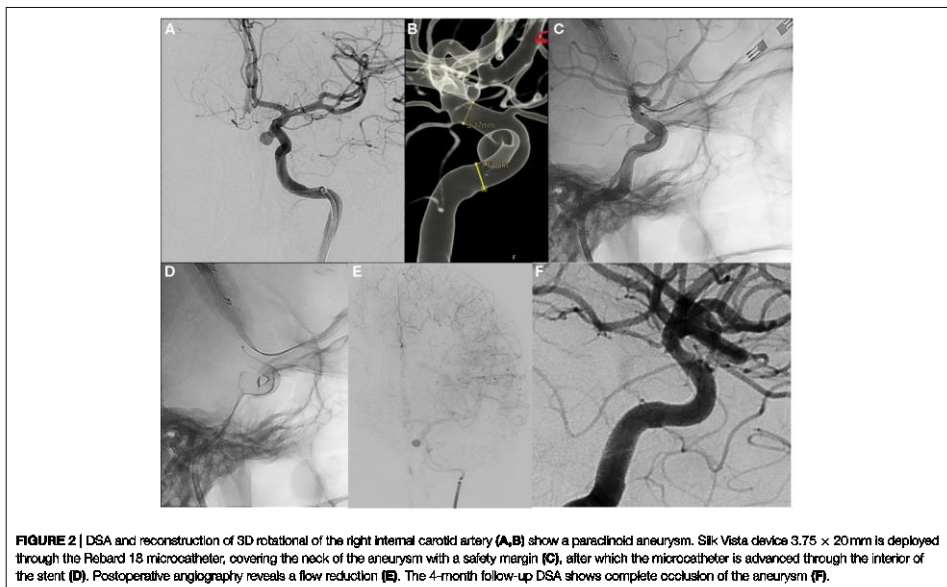 A
B
C
3.17mm
D
E
F
F
FIGURE 2 | DSA and reconstruction of 3D rotational of the right internal carotid artery (A,B) show a paraclinoid aneurysm. Silk Vista device 3.75 × 20 mm is deployed
through the Rebard 18 microcatheter, covering the neck of the aneurysm with a safety margin (C), after which the microcatheter is advanced through the interior of
the stent (D). Postoperative angiography reveals a flow reduction (E). The 4-month follow-up DSA shows complete occlusion of the aneurysm (F).